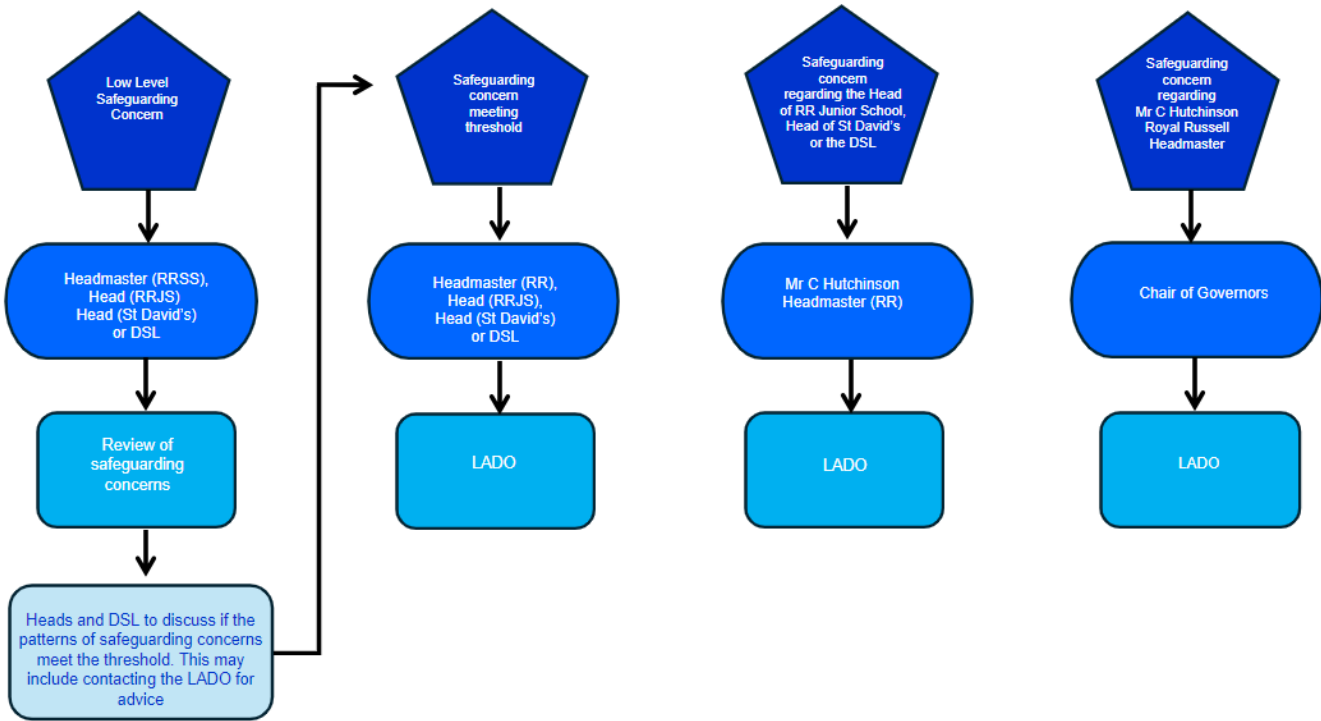 Low Level
Safeguarding
Concern
Headmaster (RRSS),
Head (RRJS)
Head (St David's)
or DSL
Review of
safeguarding
concerns
Heads and DSL to discuss if the
patterns of safeguarding concerns
meet the threshold. This may
include contacting the LADO for
advice
Safeguarding
concern
meeting
threshold
Headmaster (RR),
Head (RRJS),
Head (St David's)
or DSL
LADO
Safeguarding
concern
regarding the Head
of RR Junior School,
Head of St David's
or the DSL
Mr C Hutchinson
Headmaster (RR)
LADO
Safeguarding
concern
regarding
Mr C Hutchinson
Royal Russell
Headmaster
Chair of Governors
LADO